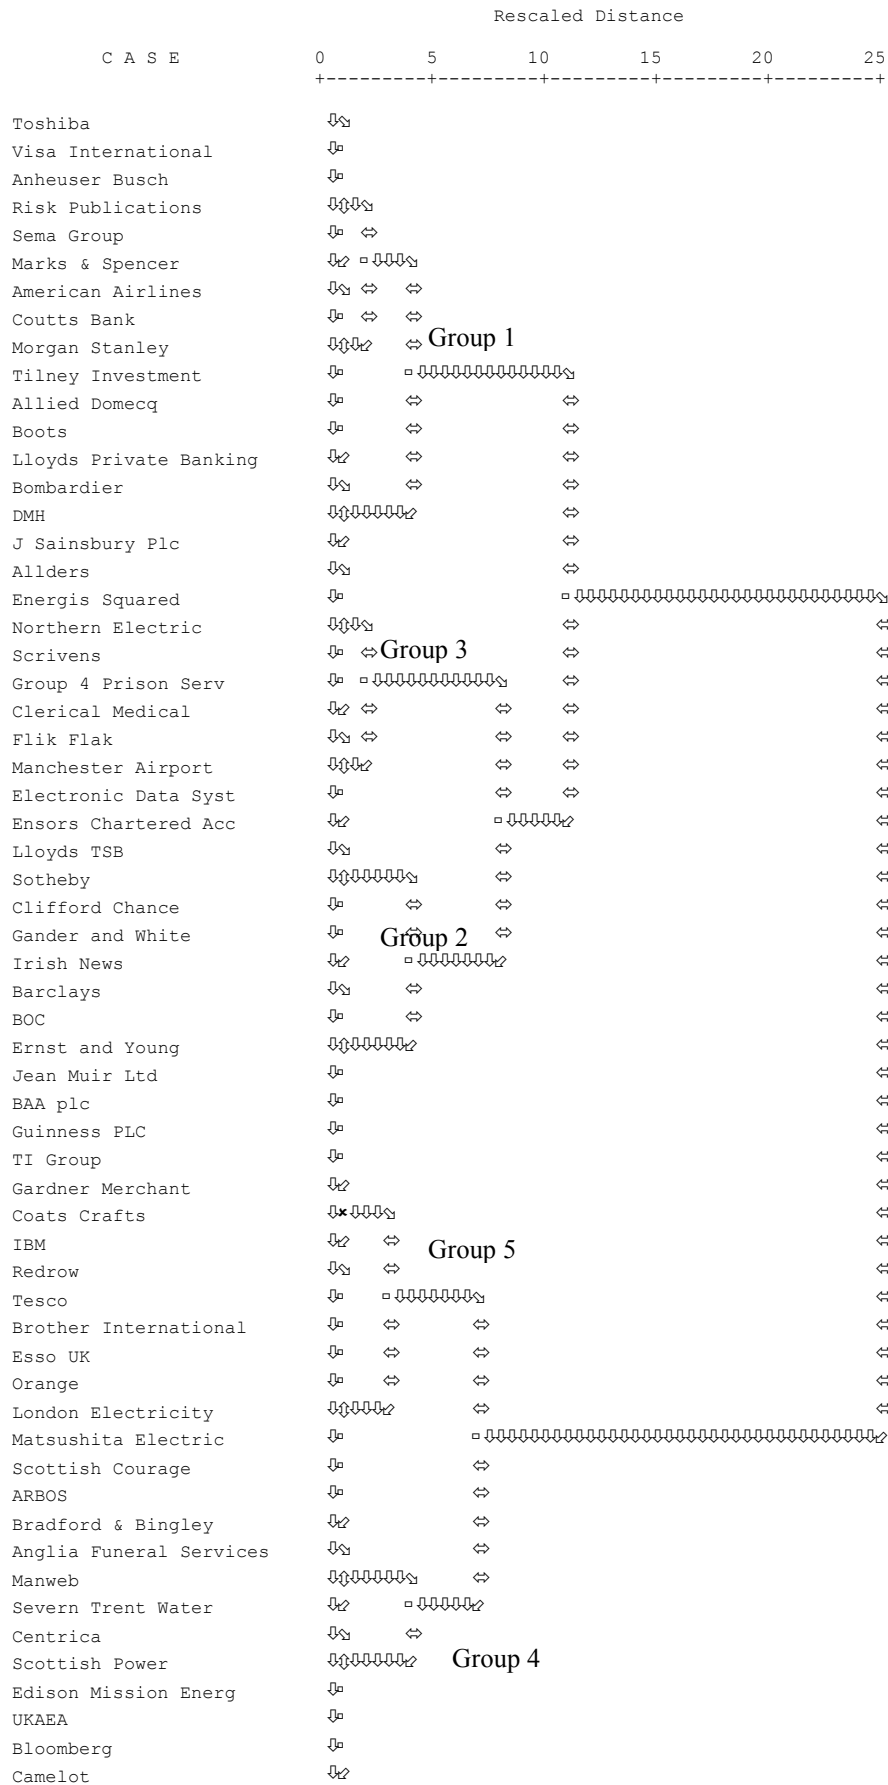 Rescaled Distance
C A S E 0 5 10 15 20 25
+---------+---------+---------+---------+---------+
Toshiba
Visa International
Anheuser Busch
Risk Publications
Sema Group
Marks & Spencer
American Airlines
Coutts Bank
Group 1
Morgan Stanley
Tilney Investment
Allied Domecq
Boots
Lloyds Private Banking
Bombardier
DMH
J Sainsbury Plc
Allders
Energis Squared
Northern Electric
Scrivens Group 3
Group 4 Prison Serv
Clerical Medical
Flik Flak
Manchester Airport
Electronic Data Syst
Ensors Chartered Acc
Lloyds TSB
Sotheby
Clifford Chance
Gander and White Group 2
Irish News
Barclays
BOC
Ernst and Young
Jean Muir Ltd
BAA plc
Guinness PLC
TI Group
Gardner Merchant
Coats Crafts
IBM Group 5
Redrow
Tesco
Brother International
Esso UK
Orange
London Electricity
Matsushita Electric
Scottish Courage
ARBOS
Bradford & Bingley
Anglia Funeral Services
Manweb
Severn Trent Water
Centrica
Scottish Power Group 4
Edison Mission Energ
UKAEA
Bloomberg
Camelot